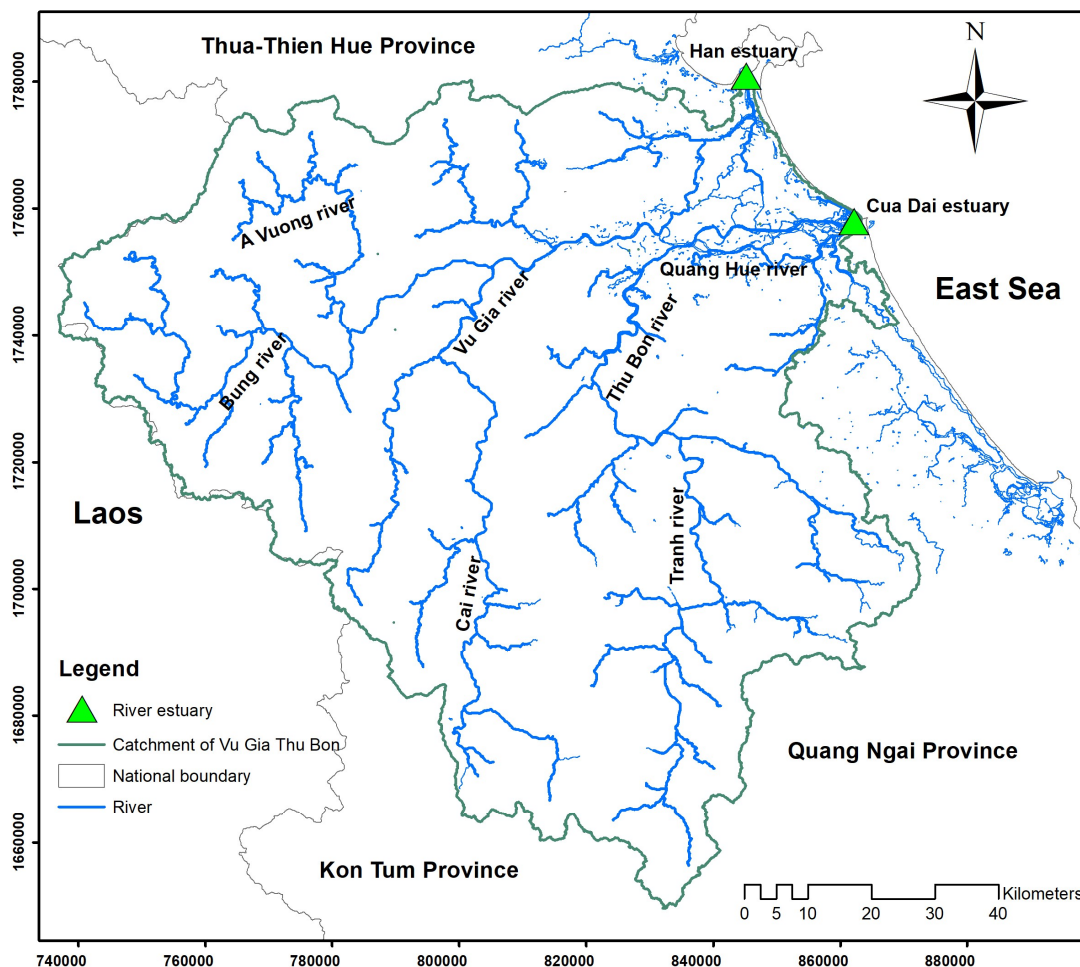 Thua-Thien Hue Province
Han estuary
N
Cua Dai estuary
A Vuong river
Quang Hue river
East Sea
Vu Gia river
Thu Bon river
Bung river
Laos
Tranh river
Cai river
Legend
River estuary
Catchment of Vu Gia Thu Bon
National boundary
River
Quang Ngai Province
Kon Tum Province
Kilometers
0 5 10 20 30 40
1780000
1760000
1740000
1720000
1700000
1680000
1660000
740000 760000 780000 800000 820000 840000 860000 880000